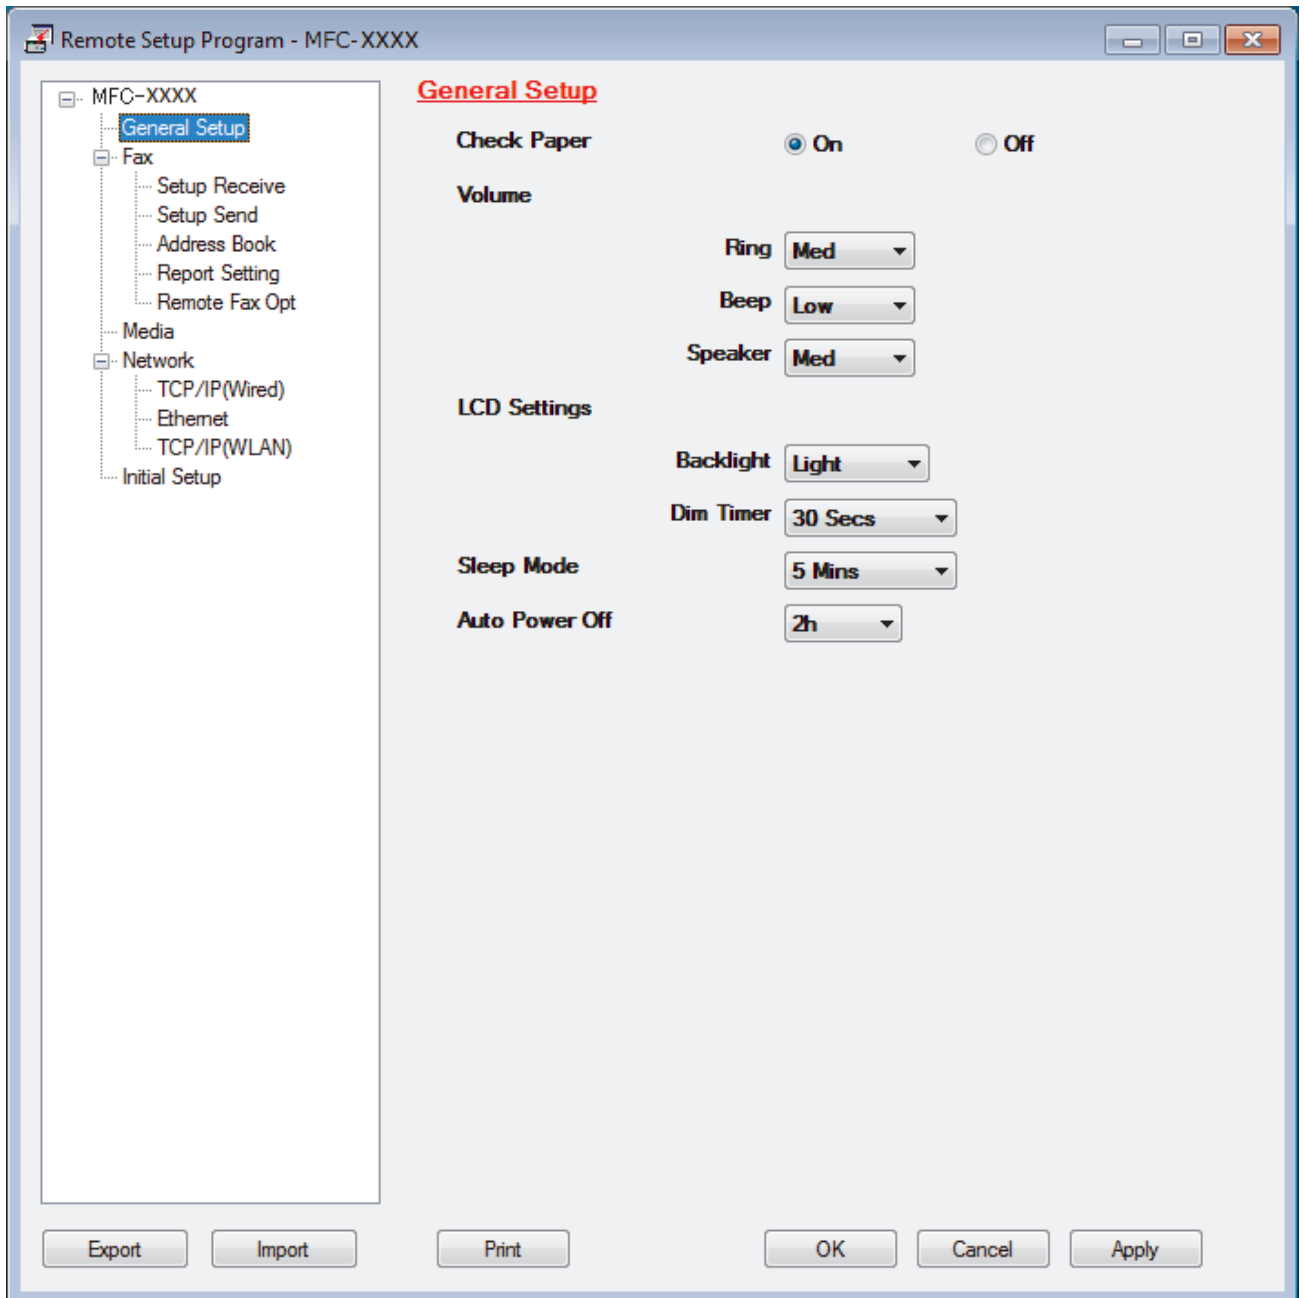 Remote Setup Program - MFC-XXXX
MFC-XXXX
General Setup
Fax
Setup Receive
Setup Send
Address Book
Report Setting
Remote Fax Opt
Media
Network
TCP/IP(Wired)
Ethernet
TCP/IP(WLAN)
Initial Setup
General Setup
Check Paper On Off
Volume
Ring Med
Beep Low
Speaker Med
LCD Settings
Backlight Light
Dim Timer 30 Secs
Sleep Mode 5 Mins
Auto Power Off 2h
Export Import Print OK Cancel Apply